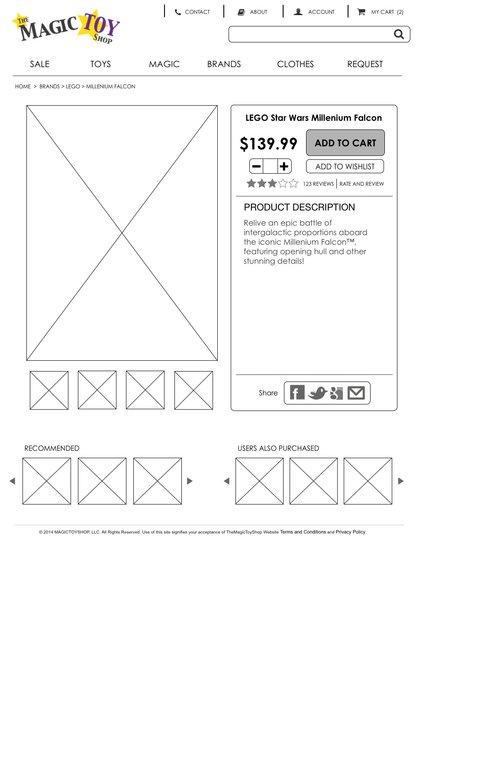 CONTACT
ABOUT
ACCOUNT
MY CART (2)
The
MAGIC TOY
SHOP
SALE
TOYS
MAGIC
BRANDS
CLOTHES
REQUEST
HOME > BRANDS > LEGO > MILLENIUM FALCON
LEGO Star Wars Millenium Falcon
$139.99
ADD TO CART
ADD TO WISHLIST
123 REVIEWS
RATE AND REVIEW
PRODUCT DESCRIPTION
Relive an epic battle of
intergalactic proportions aboard
the iconic Millenium Falcon™,
featuring opening hull and other
stunning details!
Share
RECOMMENDED
USERS ALSO PURCHASED
© 2014 MAGICTOYSHOP, LLC. All Rights Reserved. Use of this site signifies your acceptance of TheMagicToyShop Website Terms and Conditions and Privacy Policy.